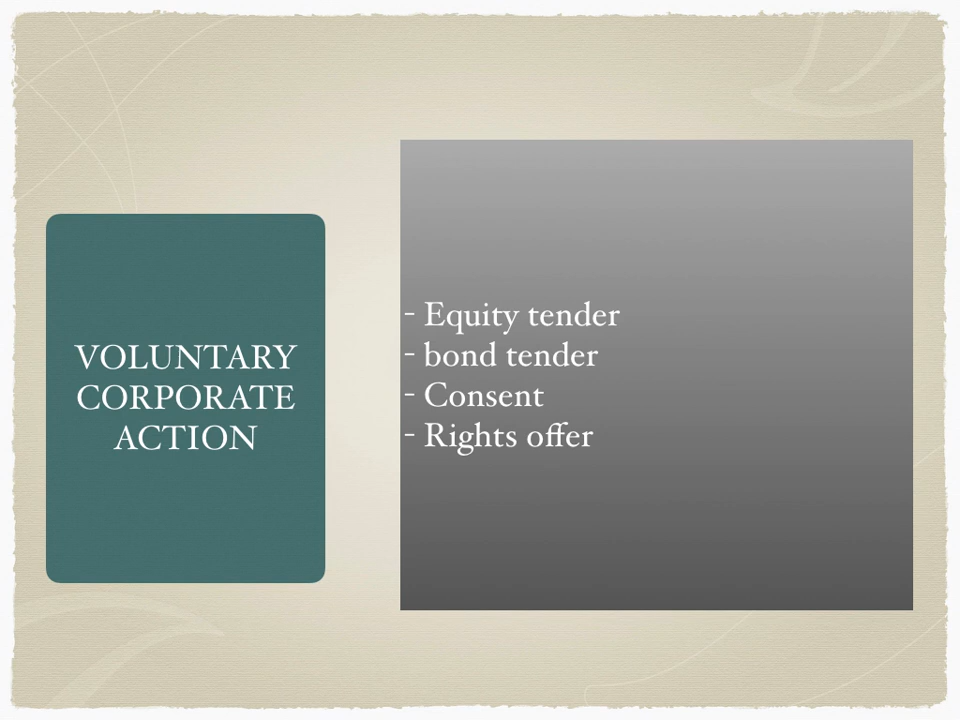 VOLUNTARY
CORPORATE
ACTION
- Equity tender
- bond tender
- Consent
- Rights offer